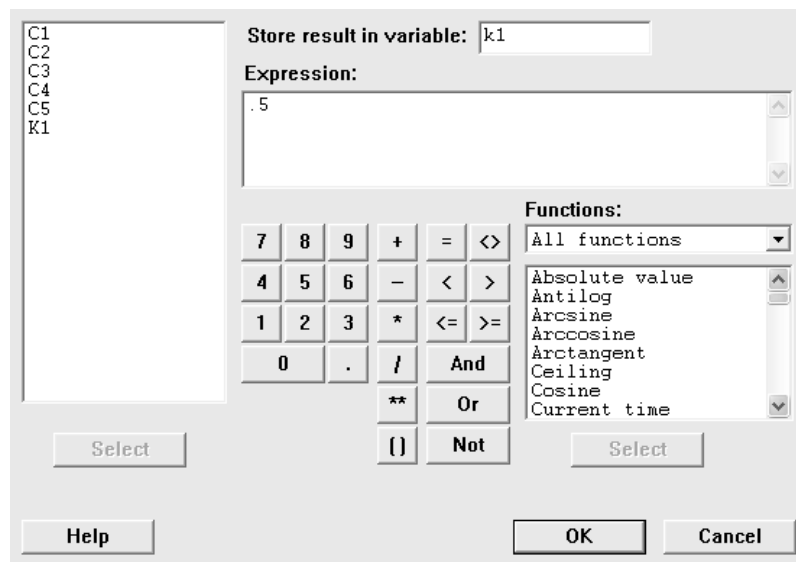 C1
C2
C3
C4
C5
K1
Store result in variable: k1
Expression:
.5
Functions:
All functions
7 8 9 + = <>
4 5 6 – < >
1 2 3 * <= >=
0 . / And
** Or
() Not
Absolute value
Antilog
Arcsine
Arccosine
Arctangent
Ceiling
Cosine
Current time
Select
Select
Help
OK
Cancel